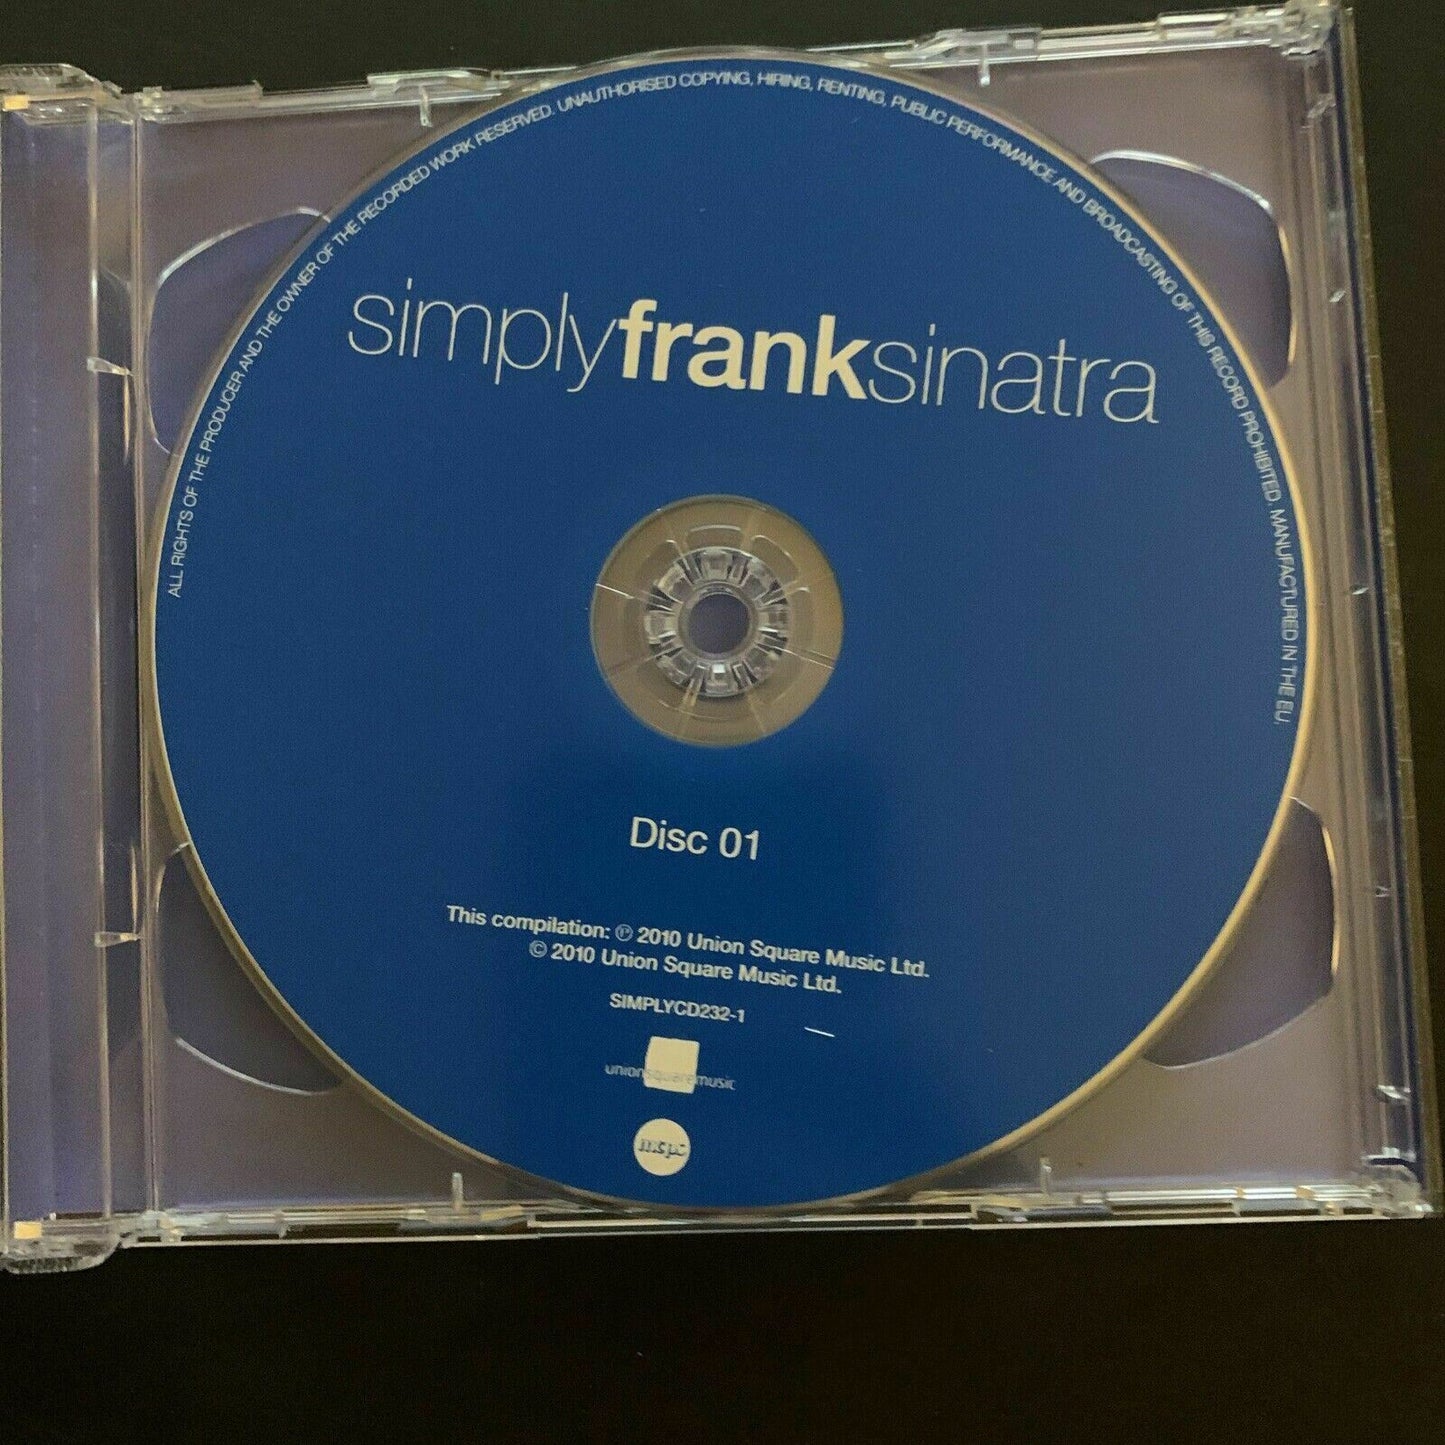 ALL RIGHTS OF THE PRODUCER AND THE OWNER OF THE RECORDED WORK RESERVED. UNAUTHORISED COPYING, HIRING, RENTING, PUBLIC PERFORMANCE AND BROADCASTING OF THIS RECORD PROHIBITED. MANUFACTURED IN THE EU.
simplyfranksinatra
Disc 01
This compilation: ℗ 2010 Union Square Music Ltd.
© 2010 Union Square Music Ltd.
SIMPLYCD232-1
unionsquaremusic
mcps